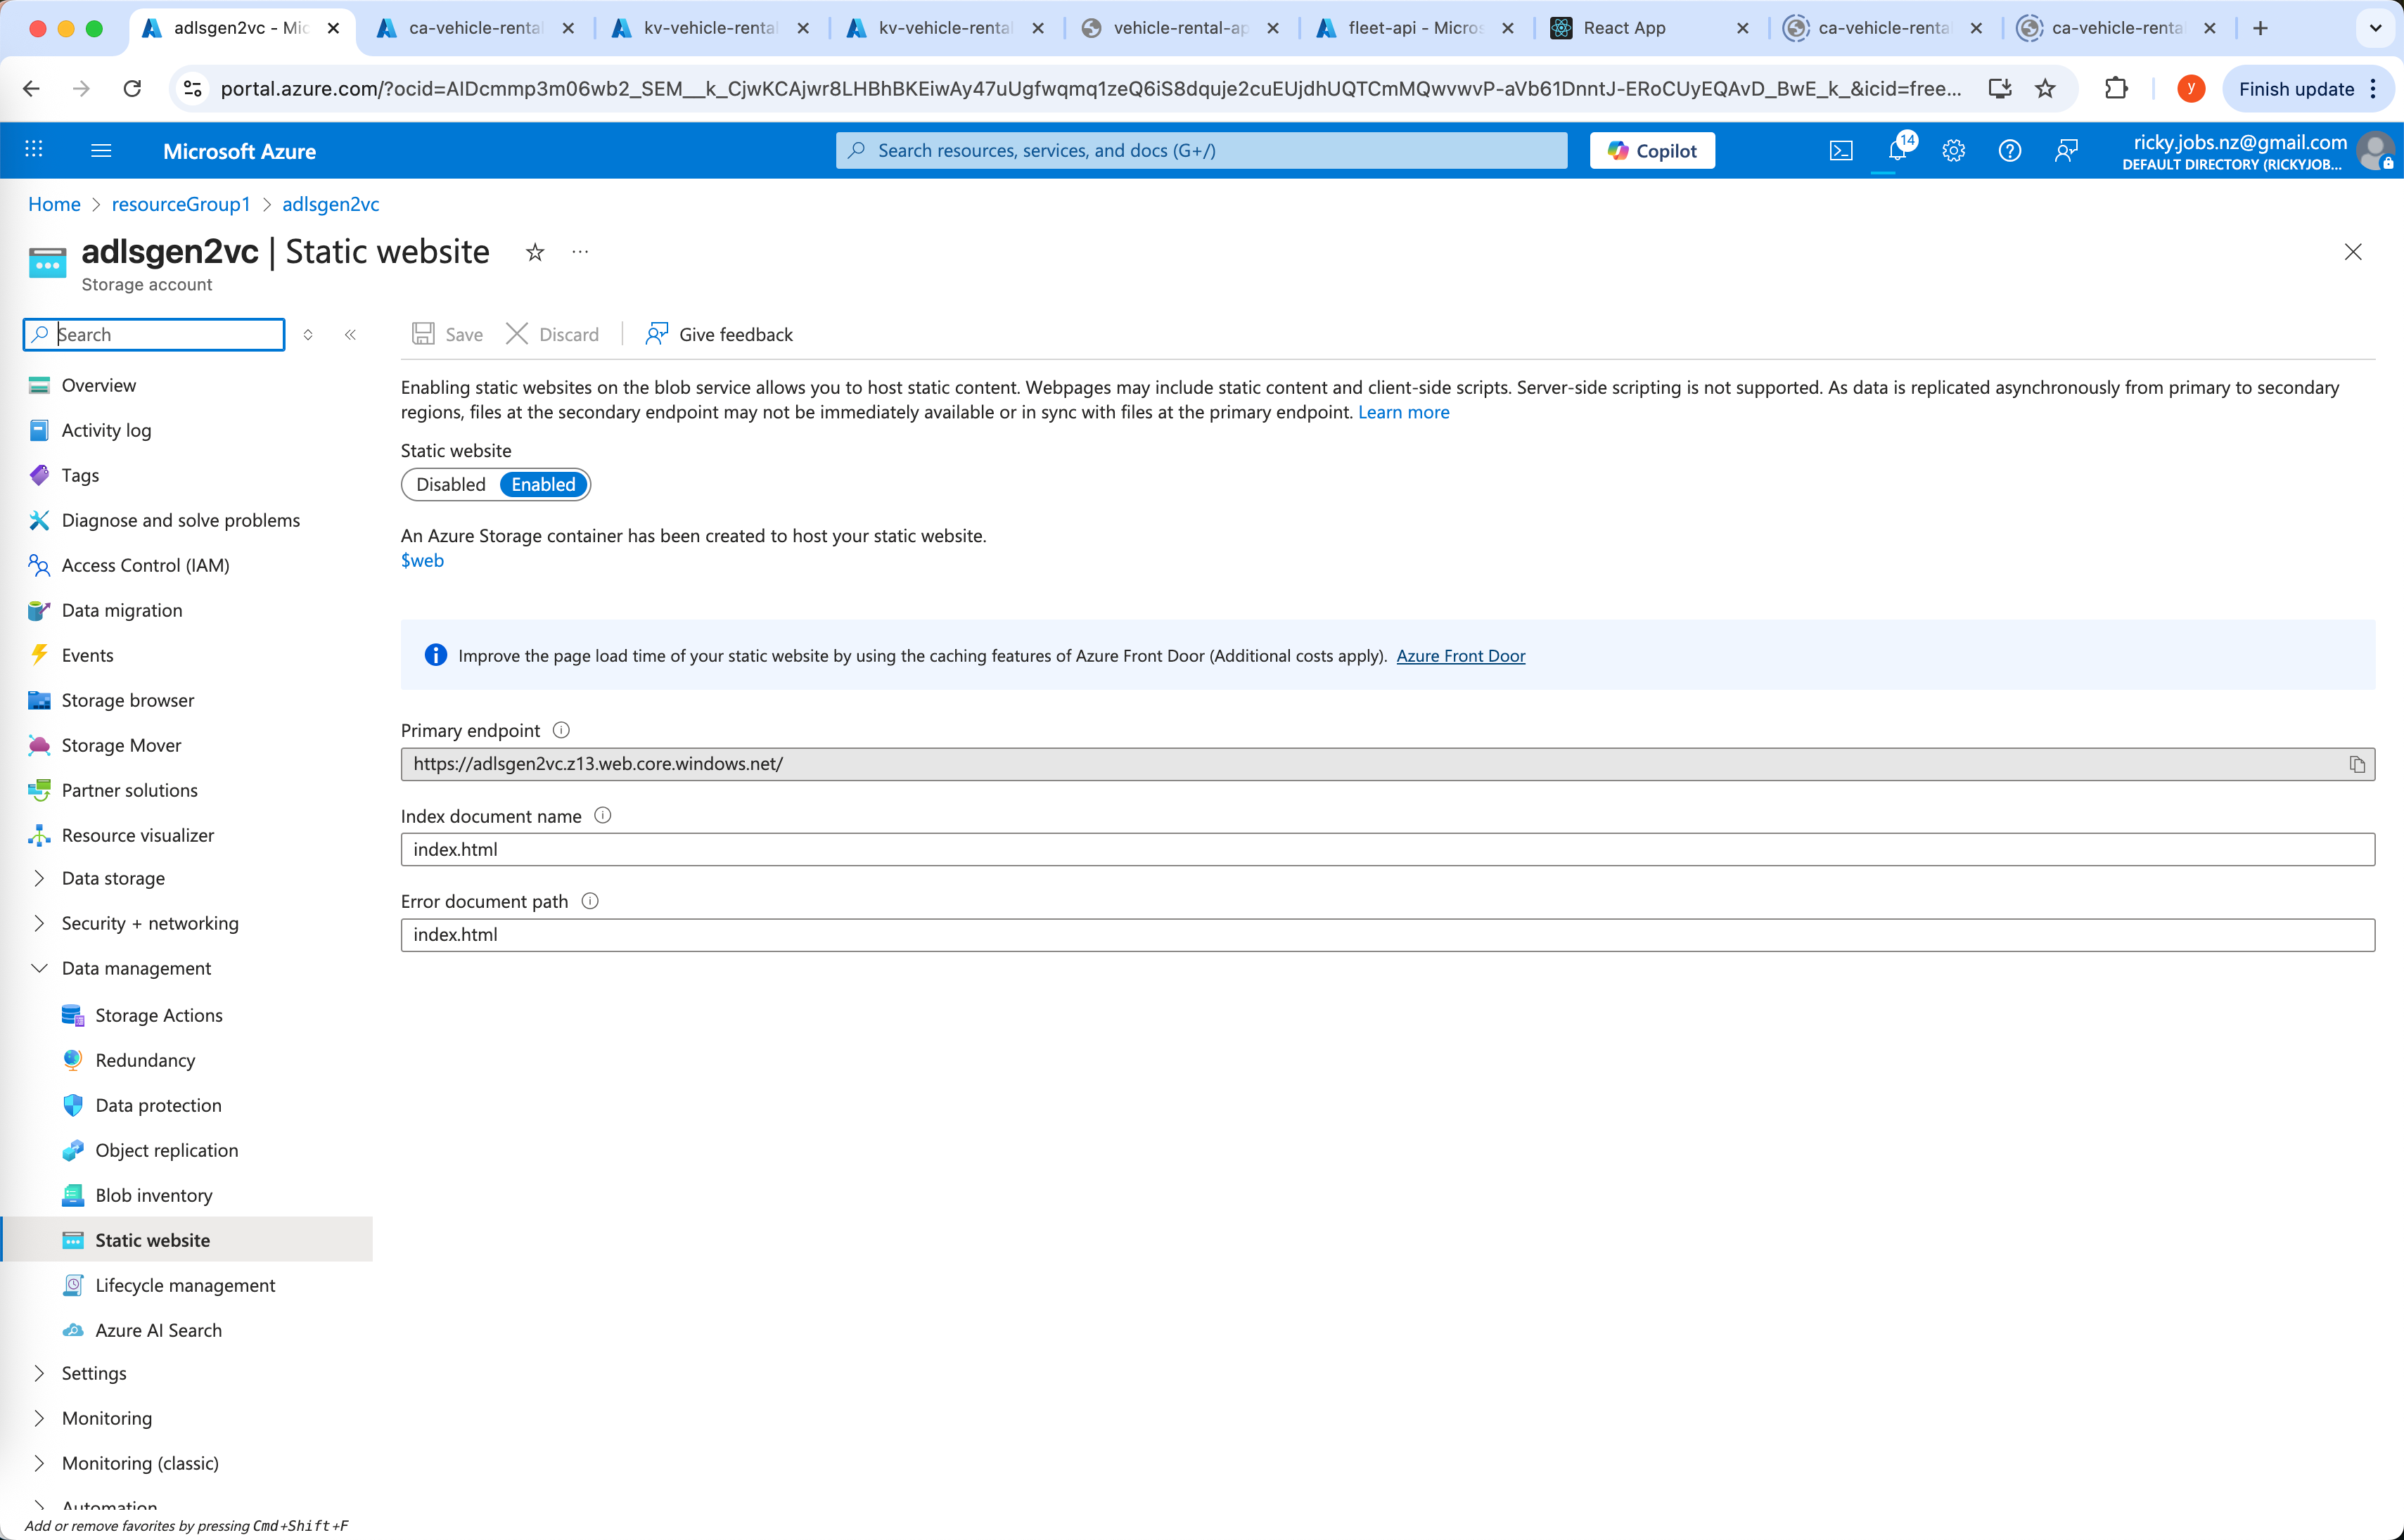 adlsgen2vc - Mic
ca-vehicle-rental
kv-vehicle-rental
kv-vehicle-rental
vehicle-rental-ap
fleet-api - Micros
React App
ca-vehicle-renta
ca-vehicle-renta
portal.azure.com/?ocid=AIDcmmp3m06wb2_SEM__k_CjwKCAjwr8LHBhBKEiwAy47uUgfwqmq1zeQ6iS8dquje2cuEUjdhUQTCmMQwvwvP-aVb61DnntJ-ERoCUyEQAvD_BwE_k_&icid=free...
y
Finish update
Microsoft Azure
Search resources, services, and docs (G+/)
Copilot
14
ricky.jobs.nz@gmail.com
DEFAULT DIRECTORY (RICKYJOB...
Home > resourceGroup1 > adlsgen2vc
adlsgen2vc | Static website
Storage account
Search
Save
Discard
Give feedback
Overview
Activity log
Tags
Diagnose and solve problems
Access Control (IAM)
Data migration
Events
Storage browser
Storage Mover
Partner solutions
Resource visualizer
Data storage
Security + networking
Data management
Storage Actions
Redundancy
Data protection
Object replication
Blob inventory
Static website
Lifecycle management
Azure AI Search
Settings
Monitoring
Monitoring (classic)
Automation
Add or remove favorites by pressing Cmd+Shift+F
Enabling static websites on the blob service allows you to host static content. Webpages may include static content and client-side scripts. Server-side scripting is not supported. As data is replicated asynchronously from primary to secondary
regions, files at the secondary endpoint may not be immediately available or in sync with files at the primary endpoint. Learn more
Static website
Disabled Enabled
An Azure Storage container has been created to host your static website.
$web
Improve the page load time of your static website by using the caching features of Azure Front Door (Additional costs apply). Azure Front Door
Primary endpoint
https://adlsgen2vc.z13.web.core.windows.net/
Index document name
index.html
Error document path
index.html